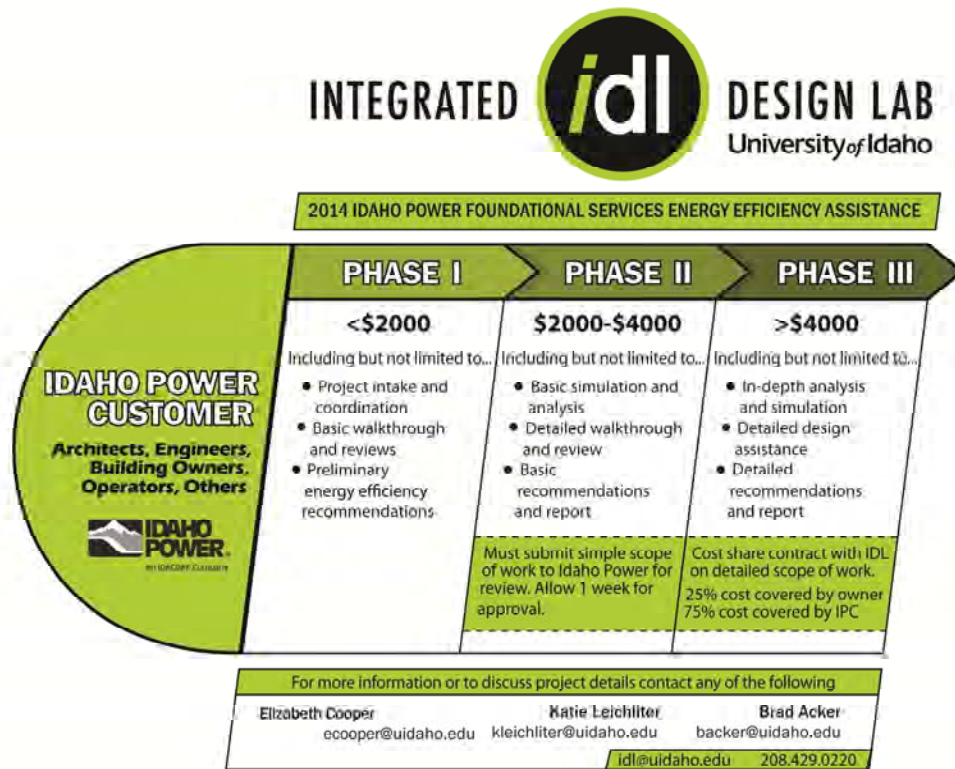 INTEGRATED idl DESIGN LAB
University of Idaho
2014 IDAHO POWER FOUNDATIONAL SERVICES ENERGY EFFICIENCY ASSISTANCE
IDAHO POWER
CUSTOMER
Architects, Engineers,
Building Owners,
Operators, Others
IDAHO
POWER
PHASE I
<$2000
Including but not limited to...
• Project intake and
coordination
• Basic walkthrough
and reviews
• Preliminary
energy efficiency
recommendations
PHASE II
$2000-$4000
Including but not limited to...
• Basic simulation and
analysis
• Detailed walkthrough
and review
• Basic
recommendations
and report
Must submit simple scope
of work to Idaho Power for
review. Allow 1 week for
approval.
PHASE III
>$4000
Including but not limited to...
• In-depth analysis
and simulation
• Detailed design
assistance
• Detailed
recommendations
and report
Cost share contract with IDL
on detailed scope of work.
25% cost covered by owner
75% cost covered by IPC
For more information or to discuss project details contact any of the following
Elizabeth Cooper
ecooper@uidaho.edu
Katie Leichliter
kleichliter@uidaho.edu
Brad Acker
backer@uidaho.edu
idl@uidaho.edu 208.429.0220